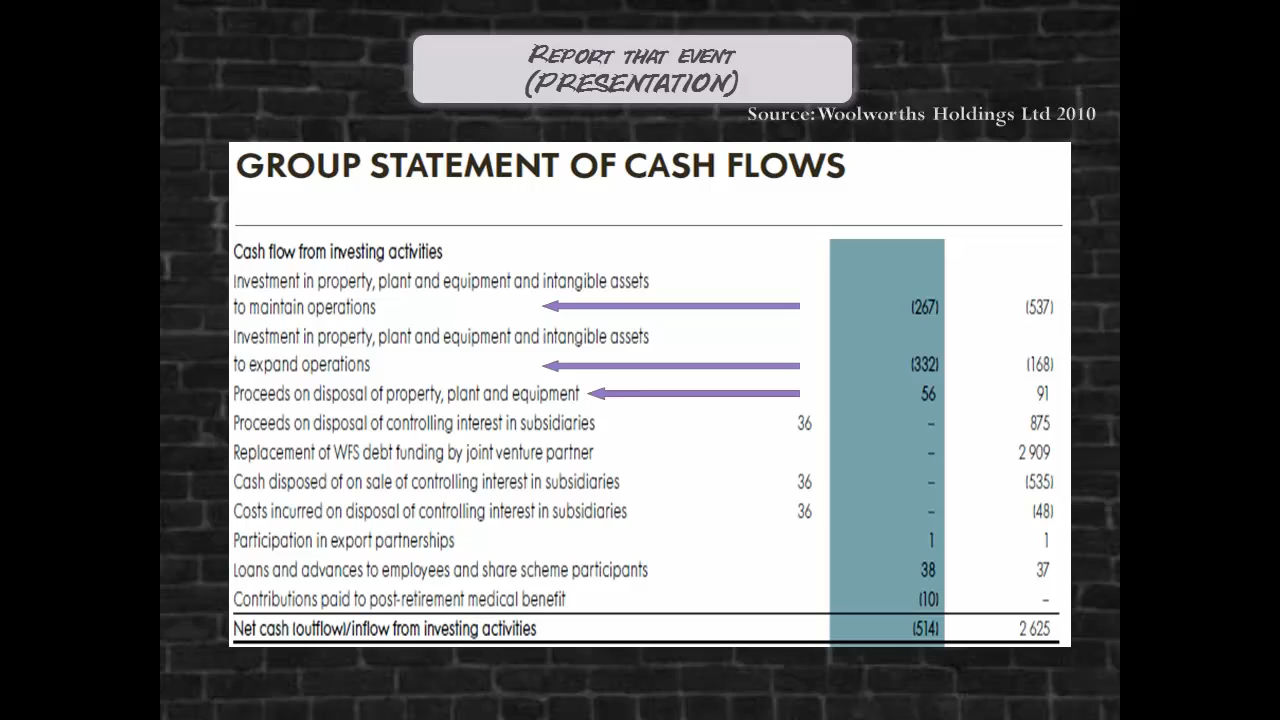 REPORT THAT EVENT
(PRESENTATION)
Source: Woolworths Holdings Ltd 2010
GROUP STATEMENT OF CASH FLOWS
Cash flow from investing activities
Investment in property, plant and equipment and intangible assets
to maintain operations (267) (537)
Investment in property, plant and equipment and intangible assets
to expand operations (332) (168)
Proceeds on disposal of property, plant and equipment 56 91
Proceeds on disposal of controlling interest in subsidiaries 36 – 875
Replacement of WFS debt funding by joint venture partner – 2 909
Cash disposed of on sale of controlling interest in subsidiaries 36 – (535)
Costs incurred on disposal of controlling interest in subsidiaries 36 – (48)
Participation in export partnerships 1 1
Loans and advances to employees and share scheme participants 38 37
Contributions paid to post-retirement medical benefit (10) –
Net cash (outflow)/inflow from investing activities (514) 2 625